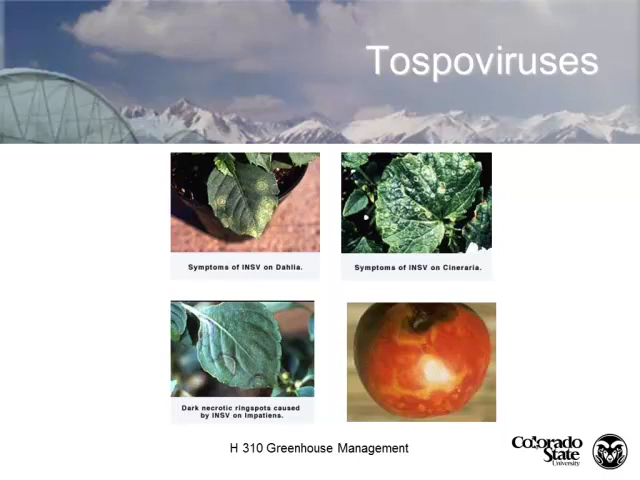 Tospoviruses
Symptoms of INSV on Dahlia.
Symptoms of INSV on Cineraria.
Dark necrotic ringspots caused
by INSV on Impatiens.
H 310 Greenhouse Management
Colorado
State
University